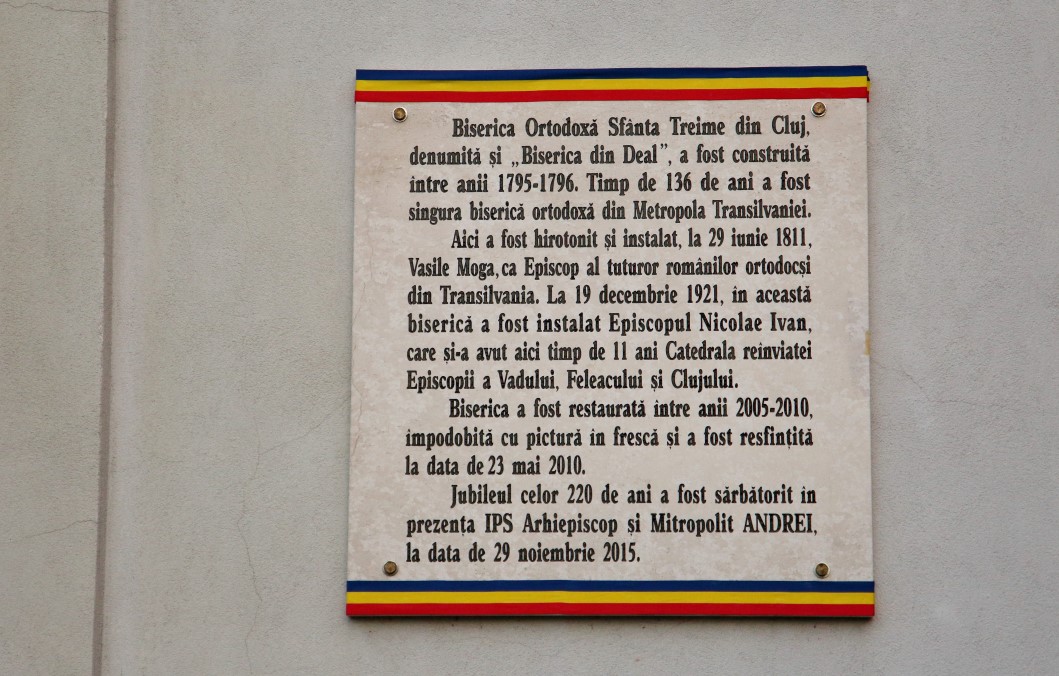 Biserica Ortodoxă Sfânta Treime din Cluj,
denumită și „Biserica din Deal”, a fost construită
între anii 1795-1796. Timp de 136 de ani a fost
singura biserică ortodoxă din Metropola Transilvaniei.
Aici a fost hirotonit și instalat, la 29 iunie 1811,
Vasile Moga, ca Episcop al tuturor românilor ortodocși
din Transilvania. La 19 decembrie 1921, în această
biserică a fost instalat Episcopul Nicolae Ivan,
care și-a avut aici timp de 11 ani Catedrala reînviatei
Episcopii a Vadului, Feleacului și Clujului.
Biserica a fost restaurată între anii 2005-2010,
împodobită cu pictură în frescă și a fost resfințită
la data de 23 mai 2010.
Jubileul celor 220 de ani a fost sărbătorit în
prezența IPS Arhiepiscop și Mitropolit ANDREI,
la data de 29 noiembrie 2015.